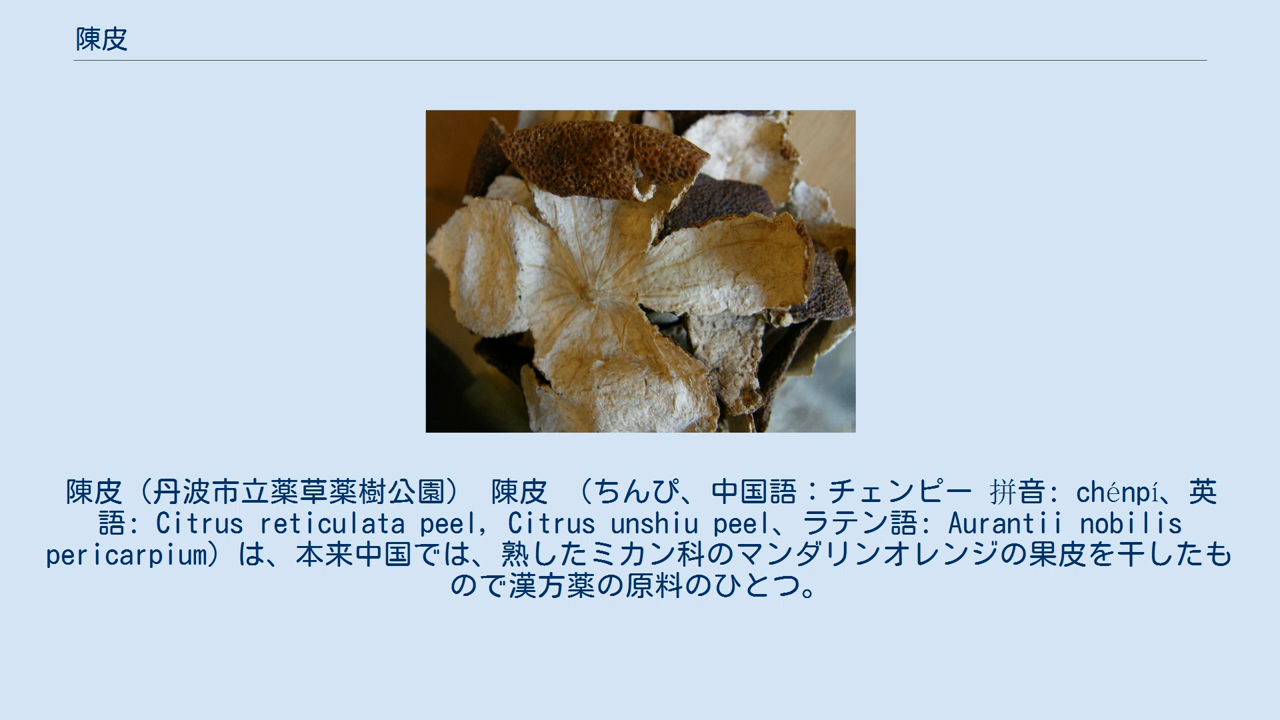 陳皮
陳皮（丹波市立薬草薬樹公園） 陳皮 （ちんぴ、中国語：チェンピー 拼音: chénpí、英
語: Citrus reticulata peel, Citrus unshiu peel、ラテン語: Aurantii nobilis
pericarpium）は、本来中国では、熟したミカン科のマンダリンオレンジの果皮を干したも
ので漢方薬の原料のひとつ。